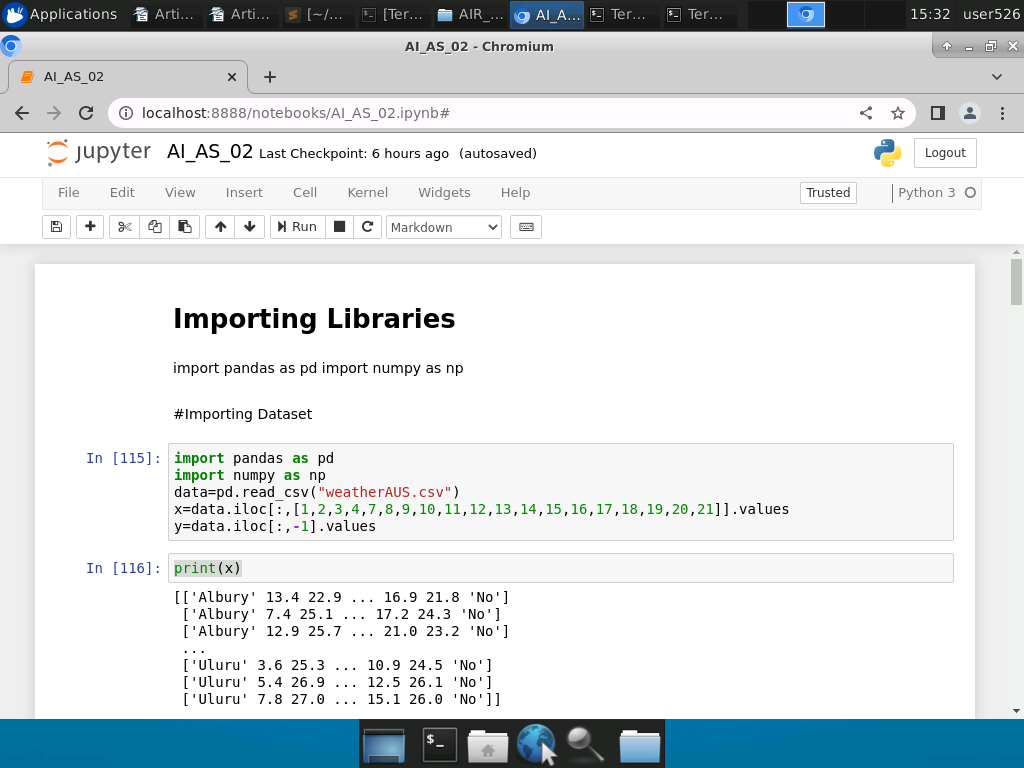 Applications Arti... Arti... [~/... [Ter... AIR_... AI_A... Ter... Ter... 15:32 user526
AI_AS_02 - Chromium
AI_AS_02
localhost:8888/notebooks/AI_AS_02.ipynb#
jupyter AI_AS_02 Last Checkpoint: 6 hours ago (autosaved) Logout
File Edit View Insert Cell Kernel Widgets Help Trusted Python 3
Run Markdown
Importing Libraries
import pandas as pd import numpy as np
#Importing Dataset
In [115]: import pandas as pd
import numpy as np
data=pd.read_csv("weatherAUS.csv")
x=data.iloc[:,[1,2,3,4,7,8,9,10,11,12,13,14,15,16,17,18,19,20,21]].values
y=data.iloc[:,-1].values
In [116]: print(x)
[['Albury' 13.4 22.9 ... 16.9 21.8 'No']
['Albury' 7.4 25.1 ... 17.2 24.3 'No']
['Albury' 12.9 25.7 ... 21.0 23.2 'No']
...
['Uluru' 3.6 25.3 ... 10.9 24.5 'No']
['Uluru' 5.4 26.9 ... 12.5 26.1 'No']
['Uluru' 7.8 27.0 ... 15.1 26.0 'No']]